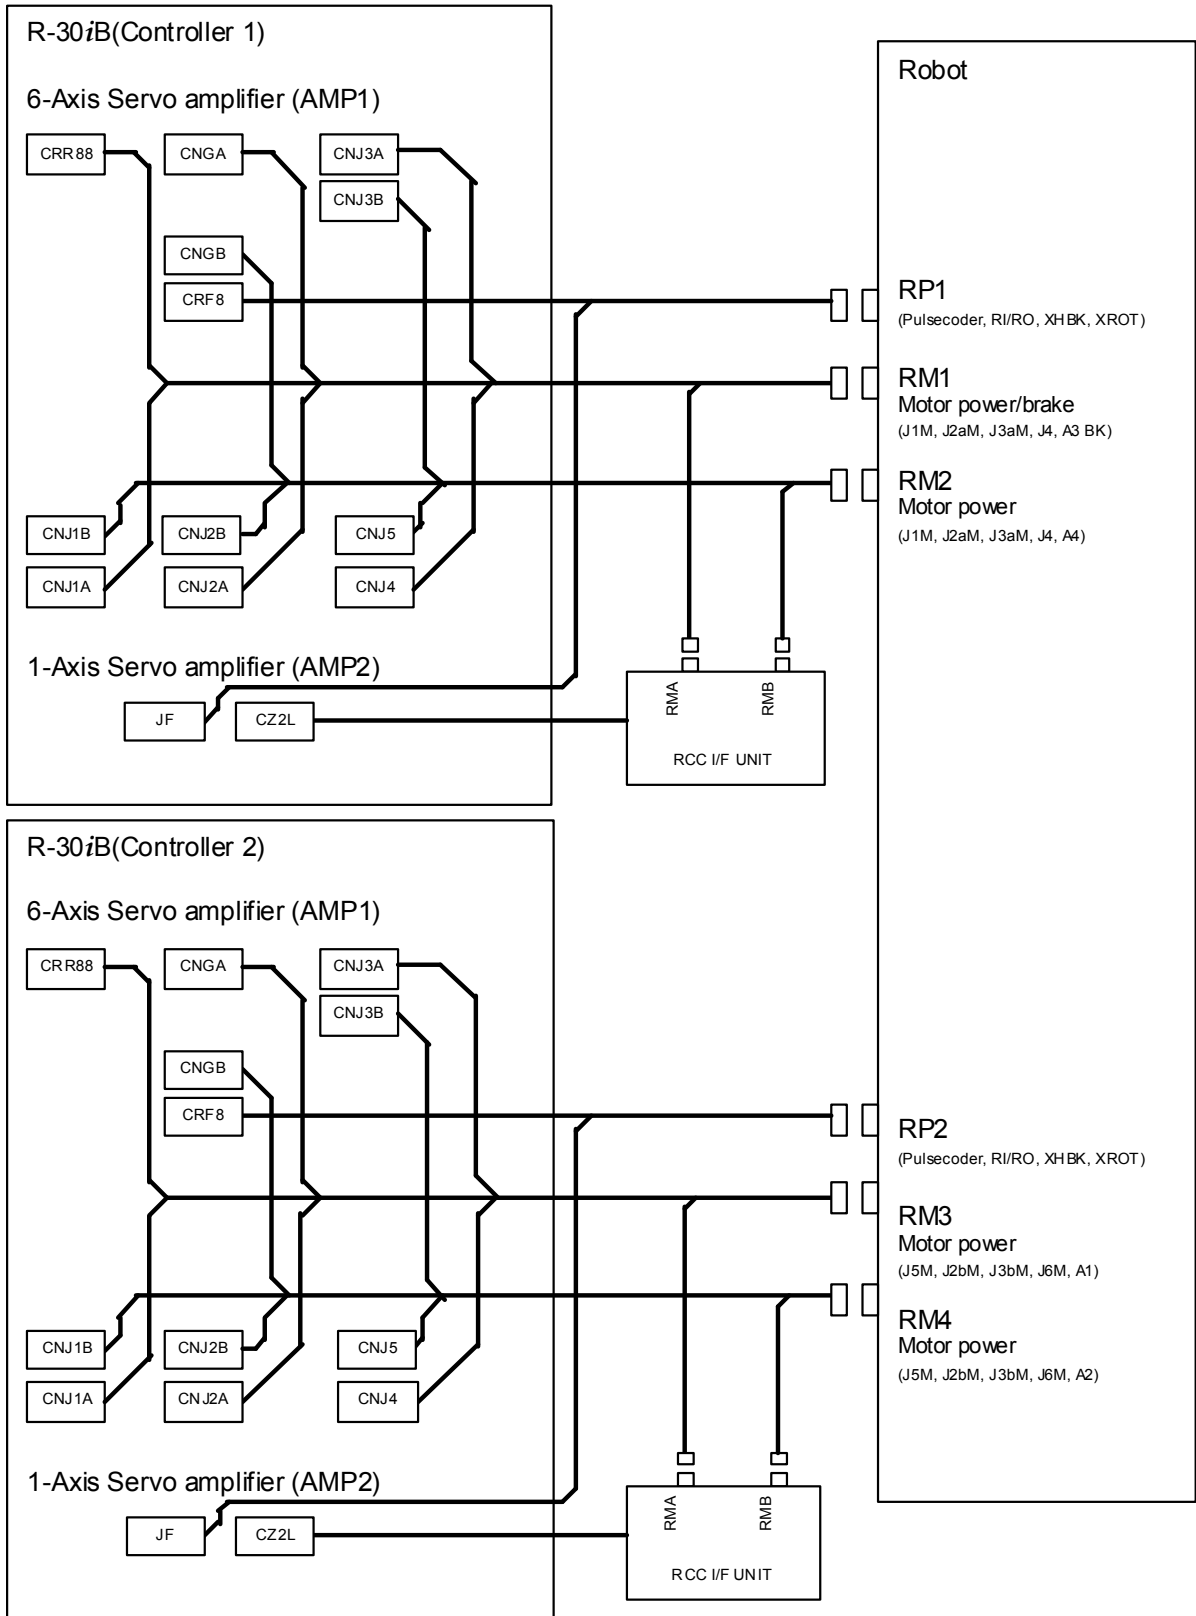 R-30iB(Controller 1)
6-Axis Servo amplifier (AMP1)
CRR88
CNGA
CNJ3A
CNJ3B
CNGB
CRF8
CNJ1B
CNJ2B
CNJ5
CNJ1A
CNJ2A
CNJ4
1-Axis Servo amplifier (AMP2)
JF
CZ2L
RMA
RMB
RCC I/F UNIT
Robot
RP1
(Pulsecoder, RI/RO, XHBK, XROT)
RM1
Motor power/brake
(J1M, J2aM, J3aM, J4, A3 BK)
RM2
Motor power
(J1M, J2aM, J3aM, J4, A4)
R-30iB(Controller 2)
6-Axis Servo amplifier (AMP1)
CRR88
CNGA
CNJ3A
CNJ3B
CNGB
CRF8
CNJ1B
CNJ2B
CNJ5
CNJ1A
CNJ2A
CNJ4
1-Axis Servo amplifier (AMP2)
JF
CZ2L
RMA
RMB
RCC I/F UNIT
RP2
(Pulsecoder, RI/RO, XHBK, XROT)
RM3
Motor power
(J5M, J2bM, J3bM, J6M, A1)
RM4
Motor power
(J5M, J2bM, J3bM, J6M, A2)